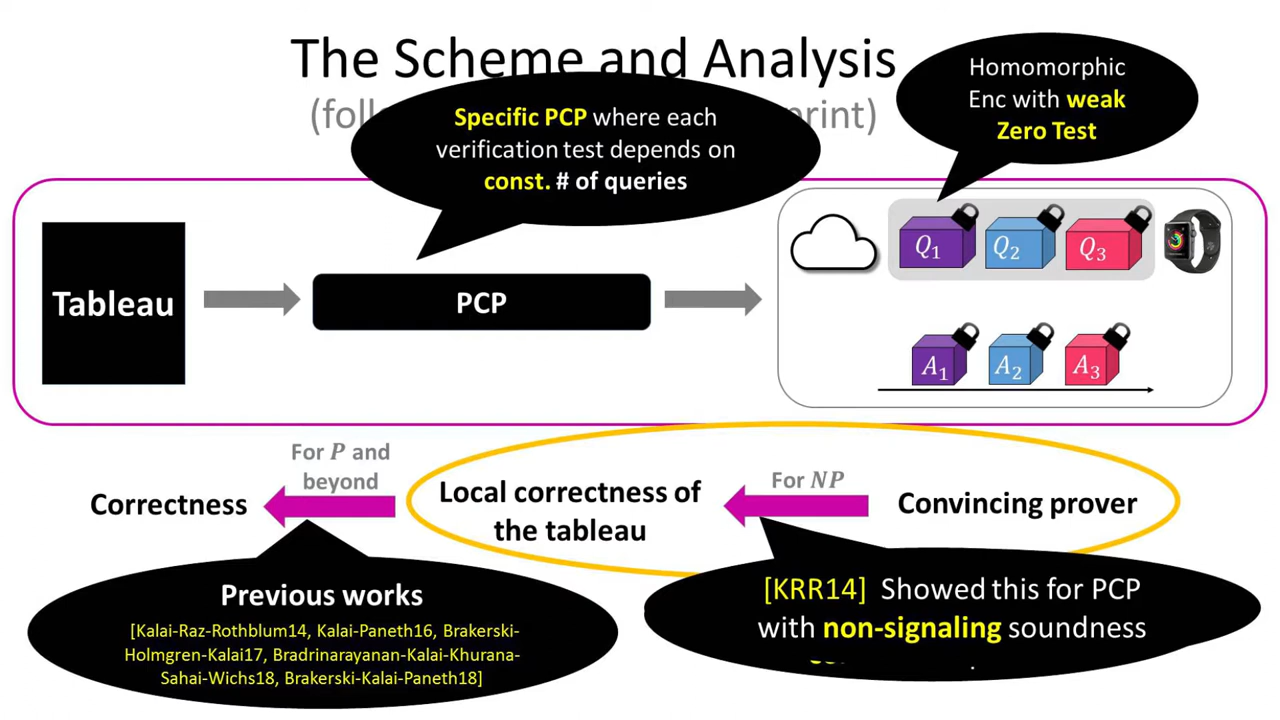 The Scheme and Analysis
Homomorphic
Enc with weak
Zero Test
Specific PCP where each
verification test depends on
const. # of queries
Q1
Q2
Q3
Tableau
PCP
A1
A2
A3
For P and
beyond
For NP
Correctness
Local correctness of
the tableau
Convincing prover
Previous works
[Kalai-Raz-Rothblum14, Kalai-Paneth16, Brakerski-
Holmgren-Kalai17, Bradrinarayanan-Kalai-Khurana-
Sahai-Wichs18, Brakerski-Kalai-Paneth18]
[KRR14] Showed this for PCP
with non-signaling soundness